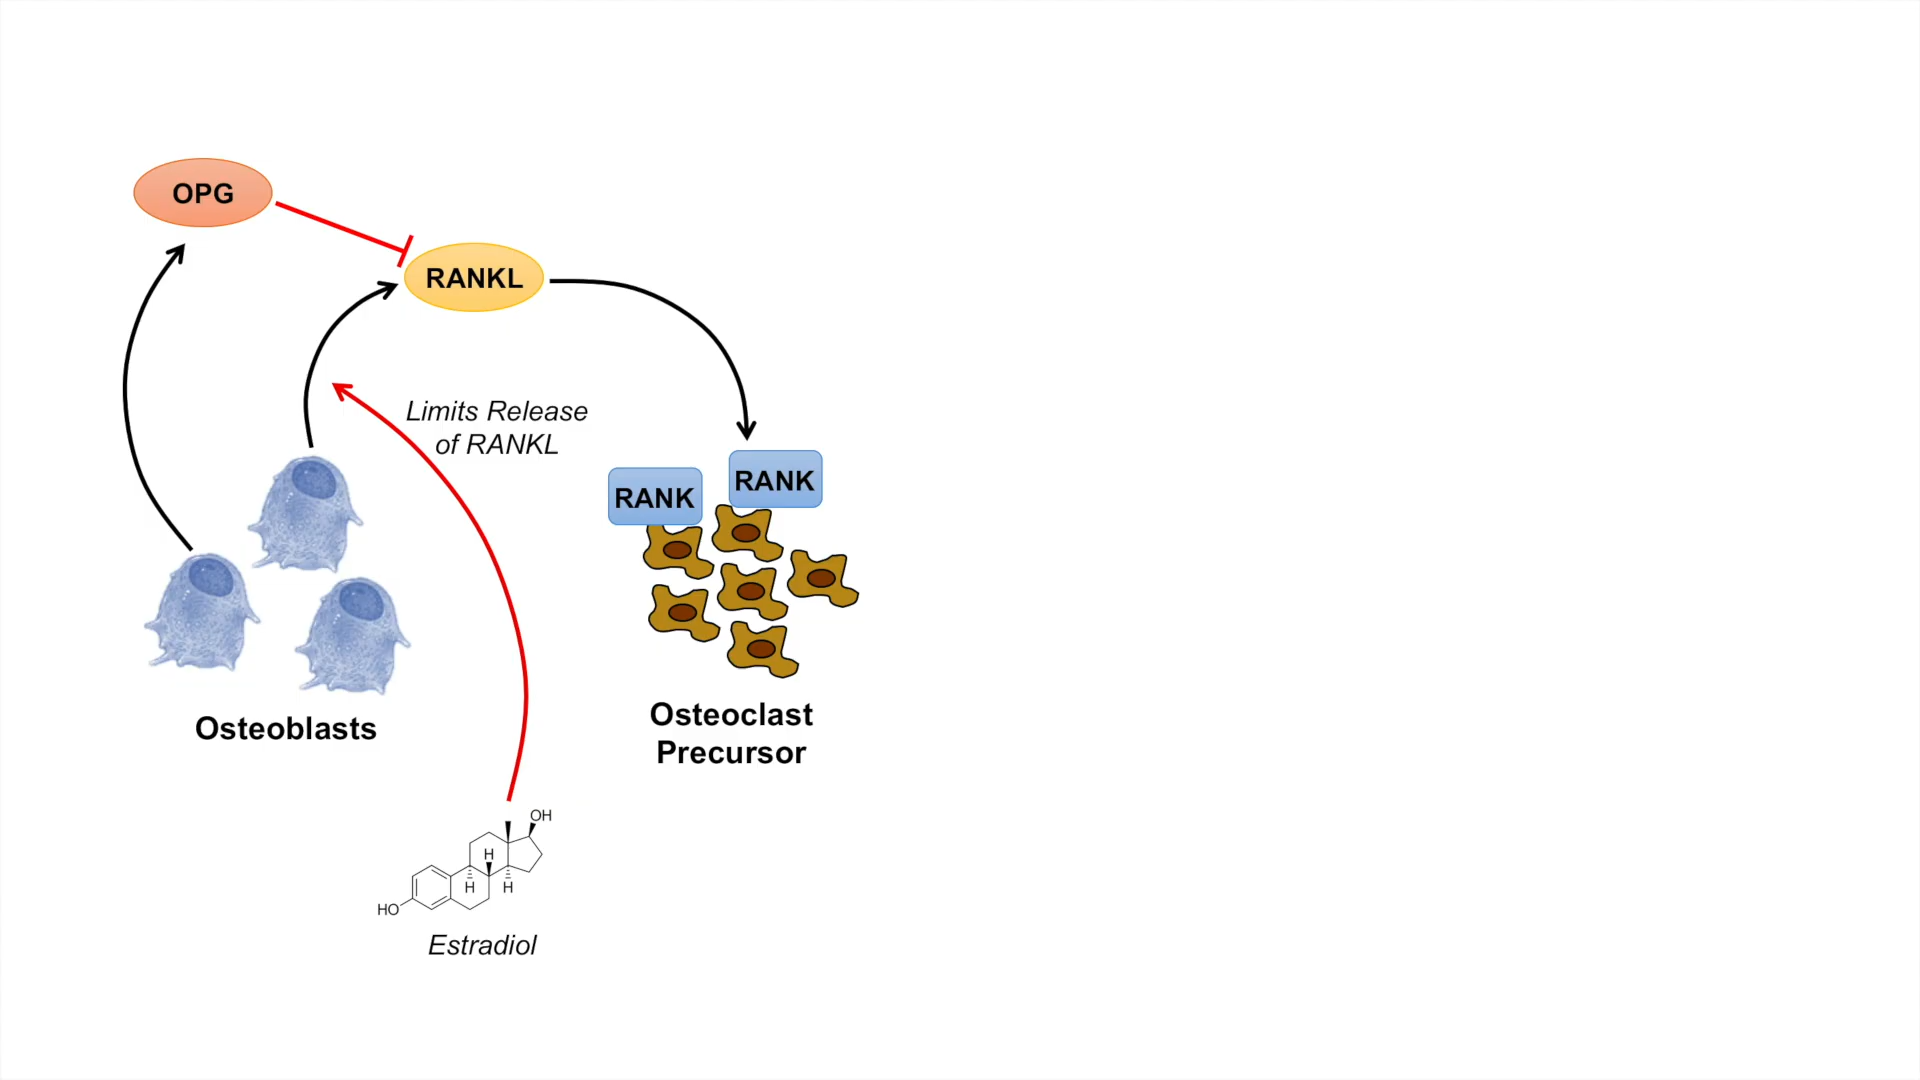 OPG
RANKL
Limits Release
of RANKL
RANK
RANK
Osteoblasts
Osteoclast
Precursor
OH
H
H
H
HO
Estradiol